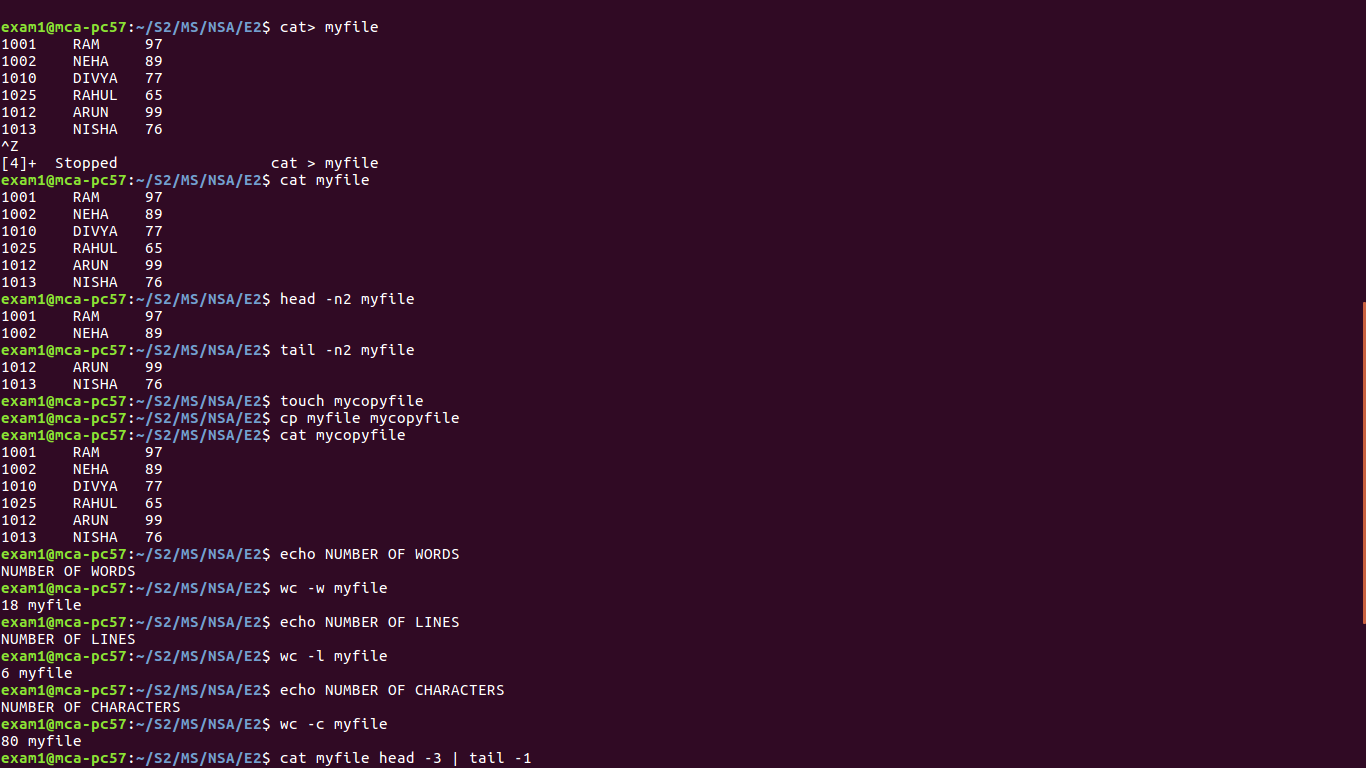 exam1@mca-pc57:~/S2/MS/NSA/E2$ cat> myfile
1001    RAM     97
1002    NEHA    89
1010    DIVYA   77
1025    RAHUL   65
1012    ARUN    99
1013    NISHA   76
^Z
[4]+  Stopped                 cat > myfile
exam1@mca-pc57:~/S2/MS/NSA/E2$ cat myfile
1001    RAM     97
1002    NEHA    89
1010    DIVYA   77
1025    RAHUL   65
1012    ARUN    99
1013    NISHA   76
exam1@mca-pc57:~/S2/MS/NSA/E2$ head -n2 myfile
1001    RAM     97
1002    NEHA    89
exam1@mca-pc57:~/S2/MS/NSA/E2$ tail -n2 myfile
1012    ARUN    99
1013    NISHA   76
exam1@mca-pc57:~/S2/MS/NSA/E2$ touch mycopyfile
exam1@mca-pc57:~/S2/MS/NSA/E2$ cp myfile mycopyfile
exam1@mca-pc57:~/S2/MS/NSA/E2$ cat mycopyfile
1001    RAM     97
1002    NEHA    89
1010    DIVYA   77
1025    RAHUL   65
1012    ARUN    99
1013    NISHA   76
exam1@mca-pc57:~/S2/MS/NSA/E2$ echo NUMBER OF WORDS
NUMBER OF WORDS
exam1@mca-pc57:~/S2/MS/NSA/E2$ wc -w myfile
18 myfile
exam1@mca-pc57:~/S2/MS/NSA/E2$ echo NUMBER OF LINES
NUMBER OF LINES
exam1@mca-pc57:~/S2/MS/NSA/E2$ wc -l myfile
6 myfile
exam1@mca-pc57:~/S2/MS/NSA/E2$ echo NUMBER OF CHARACTERS
NUMBER OF CHARACTERS
exam1@mca-pc57:~/S2/MS/NSA/E2$ wc -c myfile
80 myfile
exam1@mca-pc57:~/S2/MS/NSA/E2$ cat myfile head -3 | tail -1